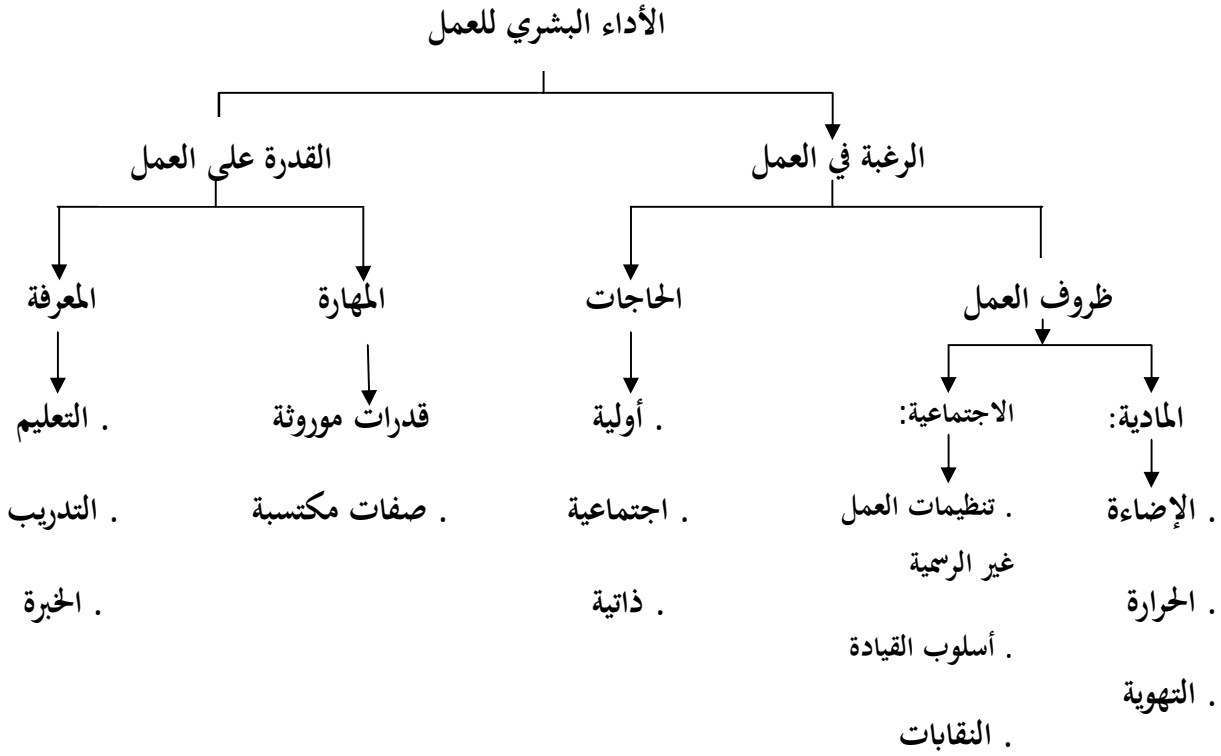 الأداء البشري للعمل
الرغبة في العمل
القدرة على العمل
ظروف العمل
الحاجات
المهارة
المعرفة
المادية:
الاجتماعية:
. أولية
قدرات موروثة
. التعليم
. الإضاءة
. تنظيمات العمل
غير الرسمية
. اجتماعية
. صفات مكتسبة
. التدريب
. الحرارة
. أسلوب القيادة
. ذاتية
. الخبرة
. التهوية
. النقابات